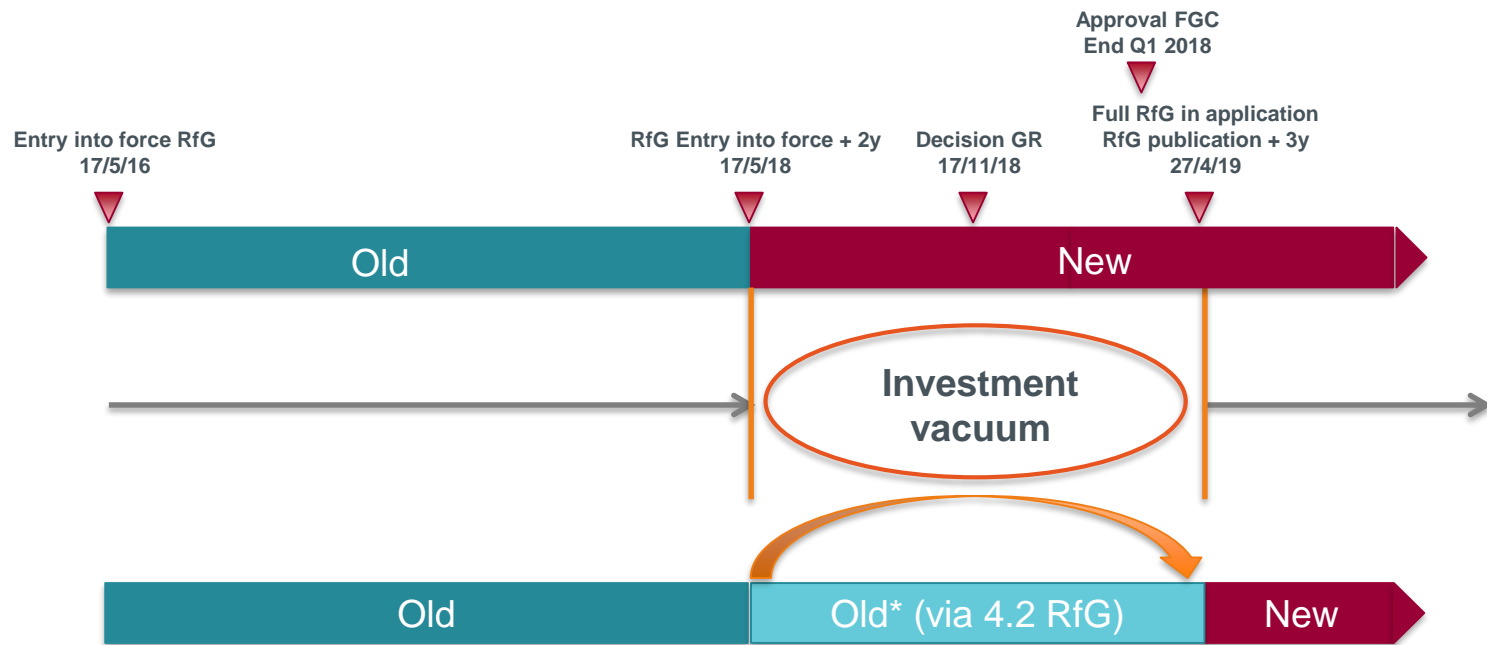 Approval FGC
End Q1 2018
Entry into force RfG
17/5/16
RfG Entry into force + 2y
17/5/18
Decision GR
17/11/18
Full RfG in application
RfG publication + 3y
27/4/19
Old
New
Investment
vacuum
Old
Old* (via 4.2 RfG)
New